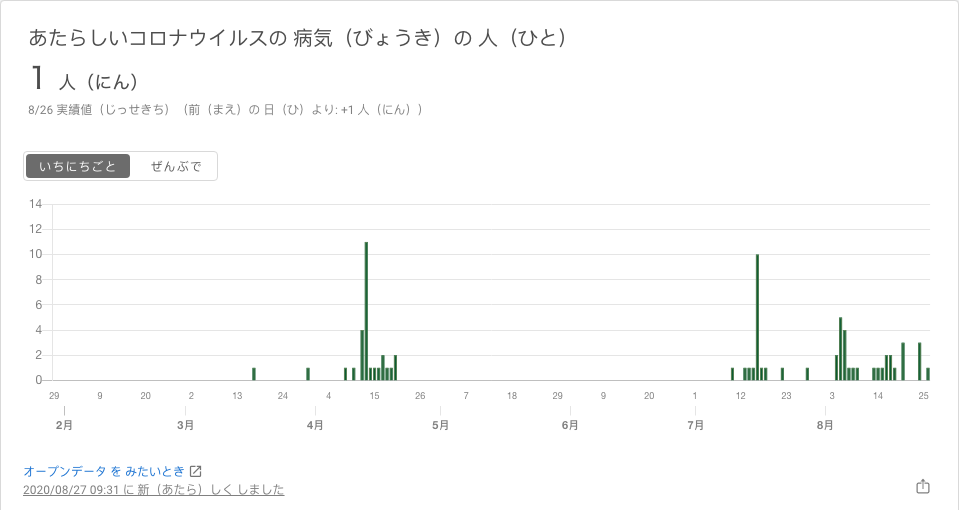 あたらしいコロナウイルスの 病気（びょうき）の 人（ひと）
1 人（にん）
8/26 実績値（じっせきち）（前（まえ）の 日（ひ）より: +1 人（にん））
いちにちごと ぜんぶで
14
12
10
8
6
4
2
0
29 9 20 2 13 24 4 15 26 7 18 29 9 20 1 12 23 3 14 25
2月 3月 4月 5月 6月 7月 8月
オープンデータ を みたいとき
2020/08/27 09:31 に 新（あたら）しく しました